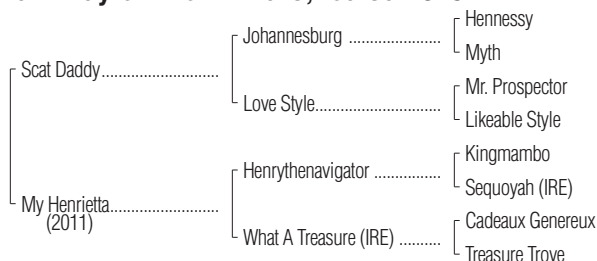 Hennessy
Johannesburg ...................
Myth
Scat Daddy............................
Mr. Prospector
Love Style..............................
Likeable Style
Kingmambo
Henrythenavigator ................
Sequoyah (IRE)
My Henrietta..........................
(2011)
Cadeaux Genereux
What A Treasure (IRE) ..........
Treasure Trove